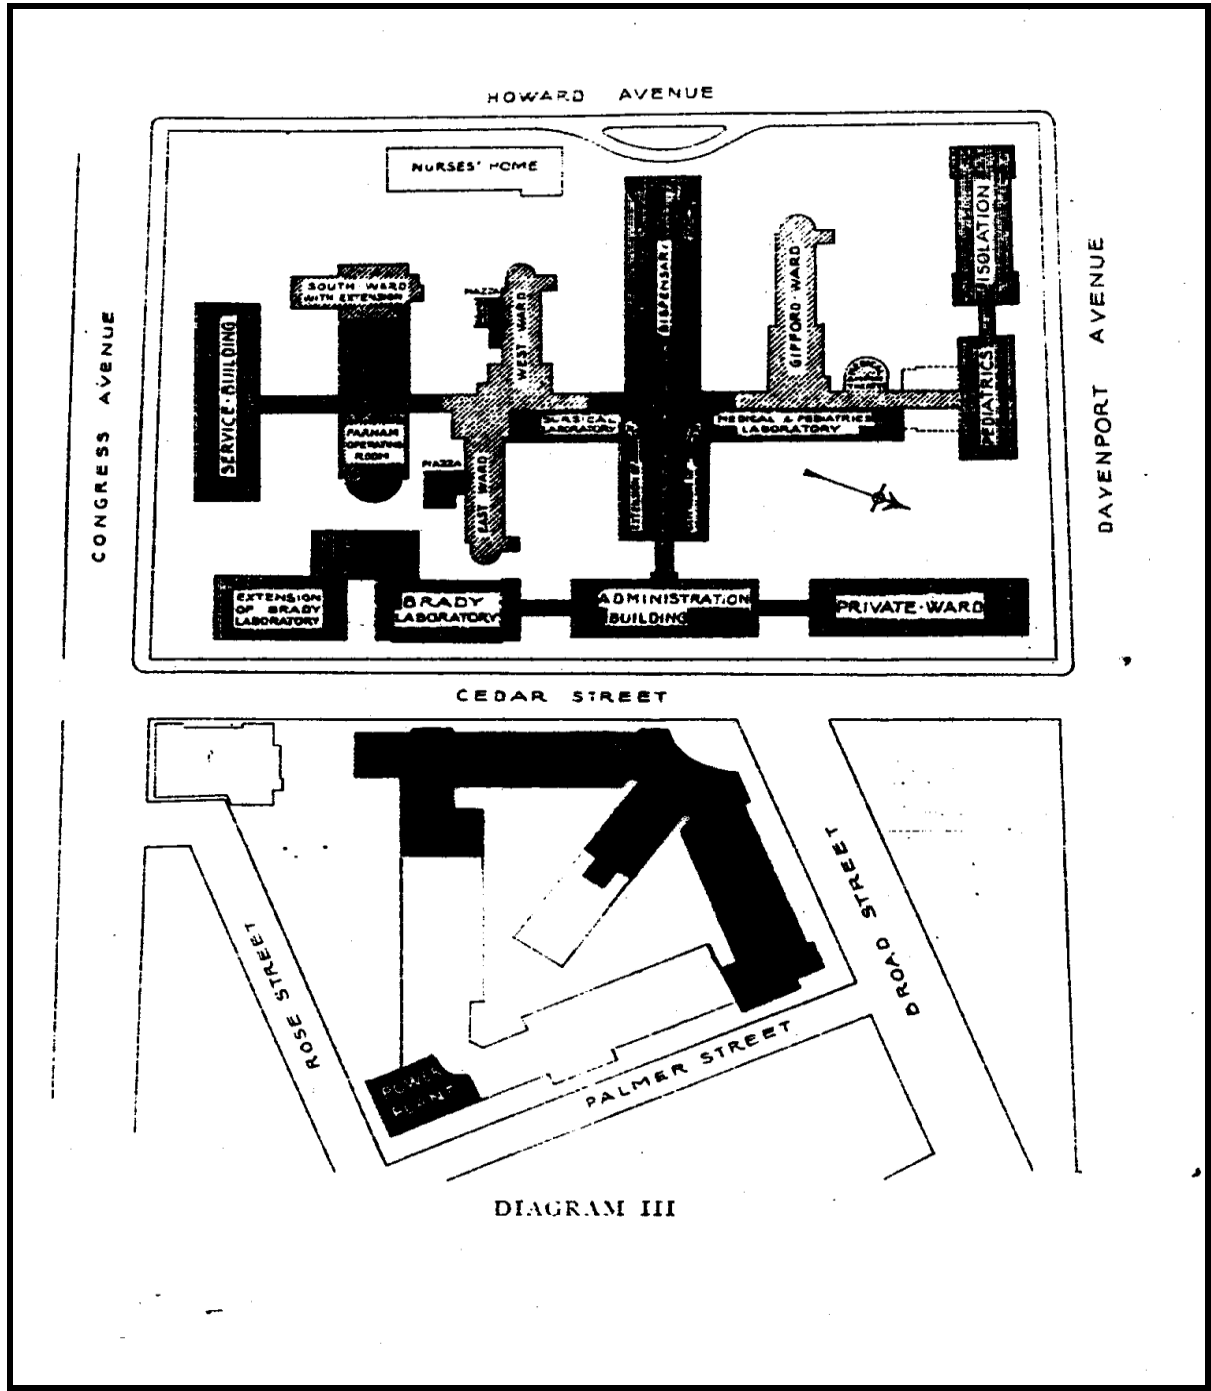 HOWARD AVENUE
NURSES' HOME
ISOLATION
DISPENSARY
GIFFORD·WARD
SOUTH·WARD
WITH EXTENSION
PIAZZA
WEST·WARD
CONGRESS AVENUE
DAVENPORT AVENUE
SERVICE·BUILDING
PEDIATRICS
SURGICAL
LABORATORY
MEDICAL & PEDIATRICS
LABORATORY
FARNAM
OPERATING
ROOM
PIAZZA
EAST WARD
EXTENSION
OF BRADY
LABORATORY
BRADY
LABORATORY
ADMINISTRATION
BUILDING
PRIVATE·WARD
CEDAR STREET
ROSE STREET
BROAD STREET
PALMER STREET
POWER
PLANT
DIAGRAM III